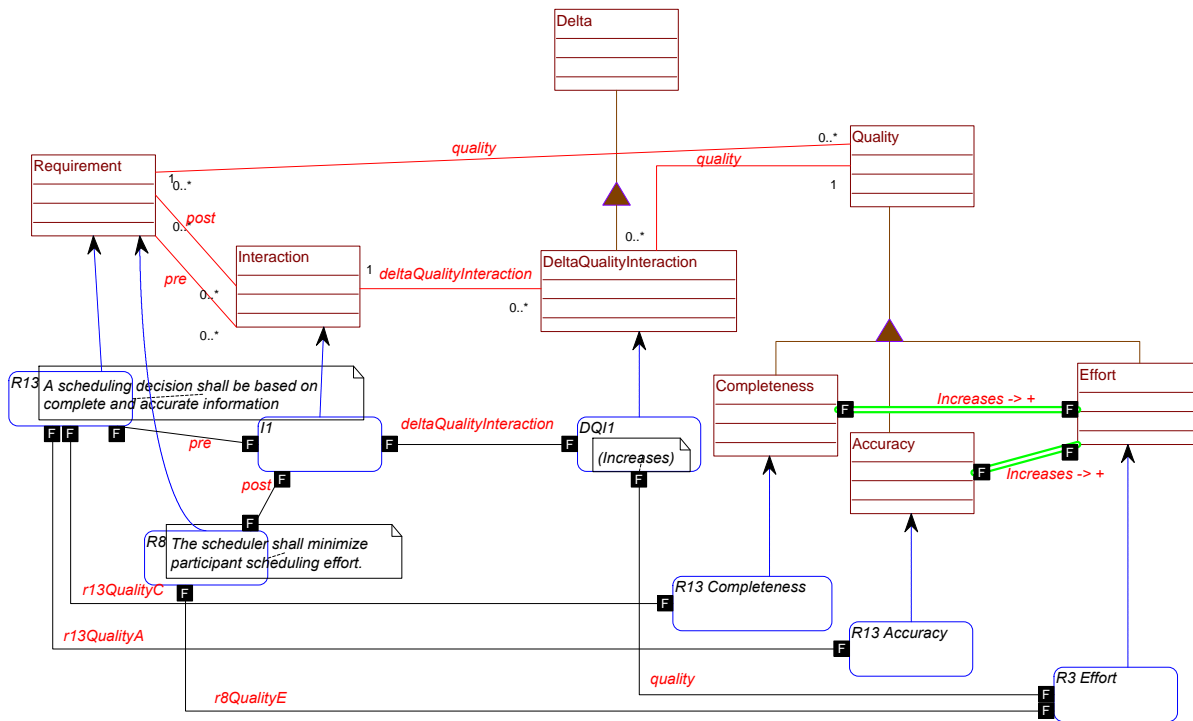 Delta
0..*
Quality
quality
quality
Requirement
1
0..*
1
post
0..*
0..*
Interaction
1
deltaQualityInteraction
DeltaQualityInteraction
pre
0..*
0..*
0..*
R13
A scheduling decision shall be based on
complete and accurate information
Completeness
Effort
Increases -> +
I1
deltaQualityInteraction
DQI1
F
F
Accuracy
F
F
F
pre
F
F
F
(Increases)
F
F
Increases -> +
post
F
F
F
R8
The scheduler shall minimize
participant scheduling effort.
F
r13QualityC
F
R13 Completeness
r13QualityA
F
R13 Accuracy
quality
R3 Effort
r8QualityE
F
F